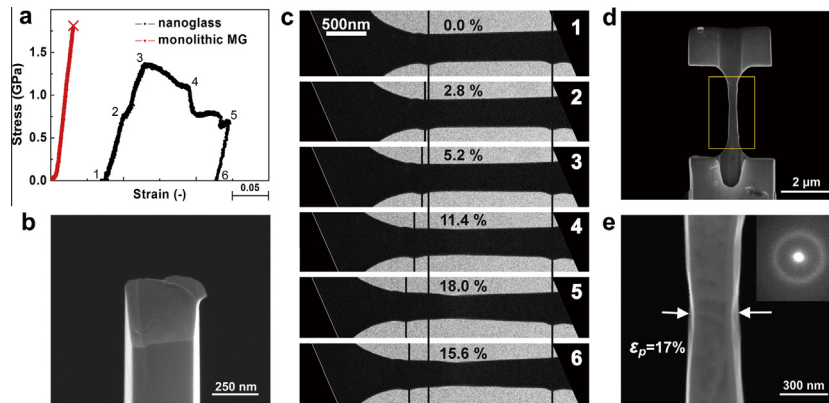 a
nanoglass
monolithic MG
Stress (GPa)
1.5
1.0
0.5
0.0
1
2
3
4
5
6
Strain (-)
0.05
b
250 nm
c
500nm
0.0 %
1
2.8 %
2
5.2 %
3
11.4 %
4
18.0 %
5
15.6 %
6
d
2 µm
e
εp=17%
300 nm